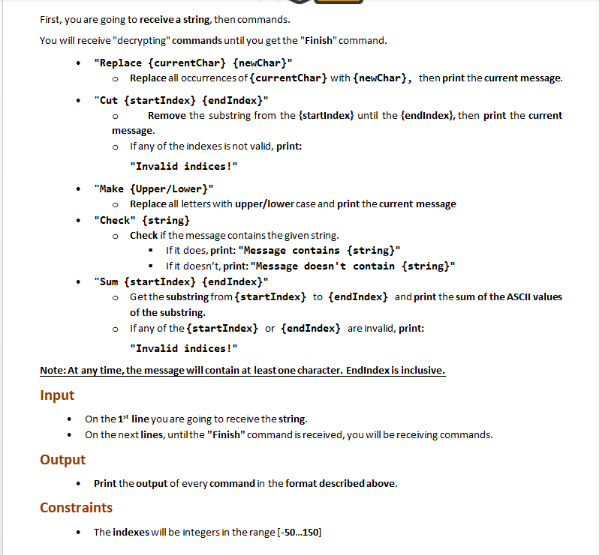 First, you are going to receive a string, then commands.
You will receive "decrypting" commands until you get the "Finish" command.
• "Replace {currentChar} {newChar}"
o Replace all occurrences of {currentChar} with {newChar}, then print the current message.
• "Cut {startIndex} {endIndex}"
o Remove the substring from the {startIndex} until the {endIndex}, then print the current
message.
o If any of the indexes is not valid, print:
"Invalid indices!"
• "Make {Upper/Lower}"
o Replace all letters with upper/lower case and print the current message
• "Check" {string}
o Check if the message contains the given string.
▪ If it does, print: "Message contains {string}"
▪ If it doesn't, print: "Message doesn't contain {string}"
• "Sum {startIndex} {endIndex}"
o Get the substring from {startIndex} to {endIndex} and print the sum of the ASCII values
of the substring.
o If any of the {startIndex} or {endIndex} are invalid, print:
"Invalid indices!"
Note: At any time, the message will contain at least one character. EndIndex is inclusive.
Input
• On the 1st line you are going to receive the string.
• On the next lines, until the "Finish" command is received, you will be receiving commands.
Output
• Print the output of every command in the format described above.
Constraints
• The indexes will be integers in the range [-50…150]